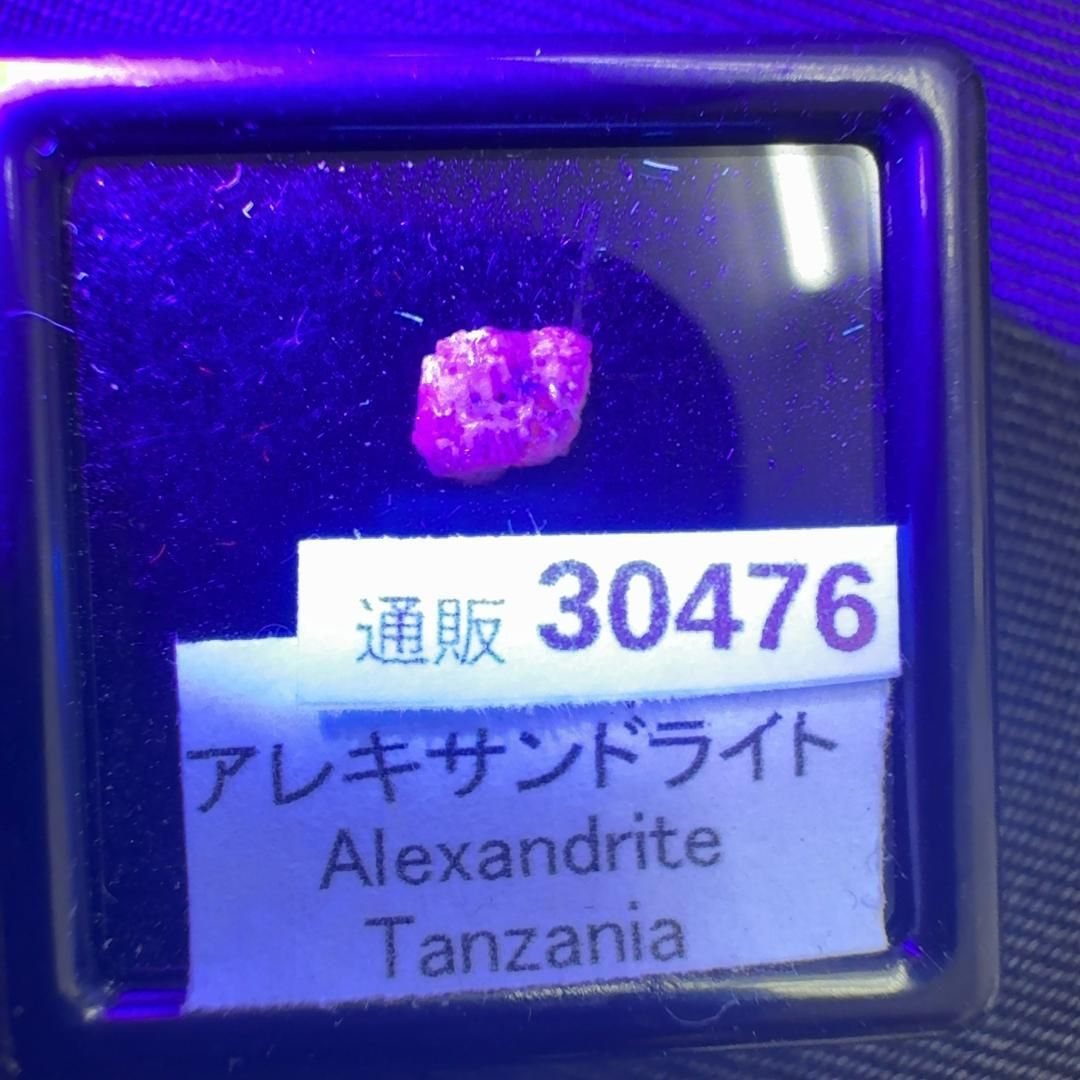 通販 30476
アレキサンドライト
Alexandrite
Tanzania